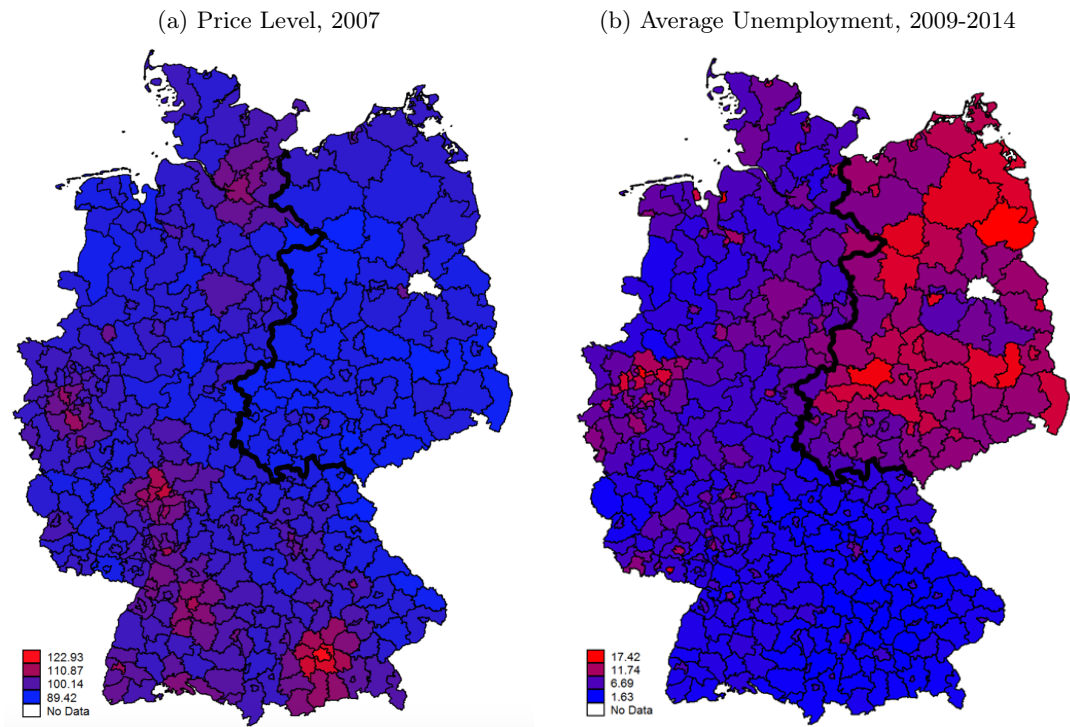 (a) Price Level, 2007
(b) Average Unemployment, 2009-2014
122.93
110.87
100.14
89.42
No Data
17.42
11.74
6.69
1.63
No Data